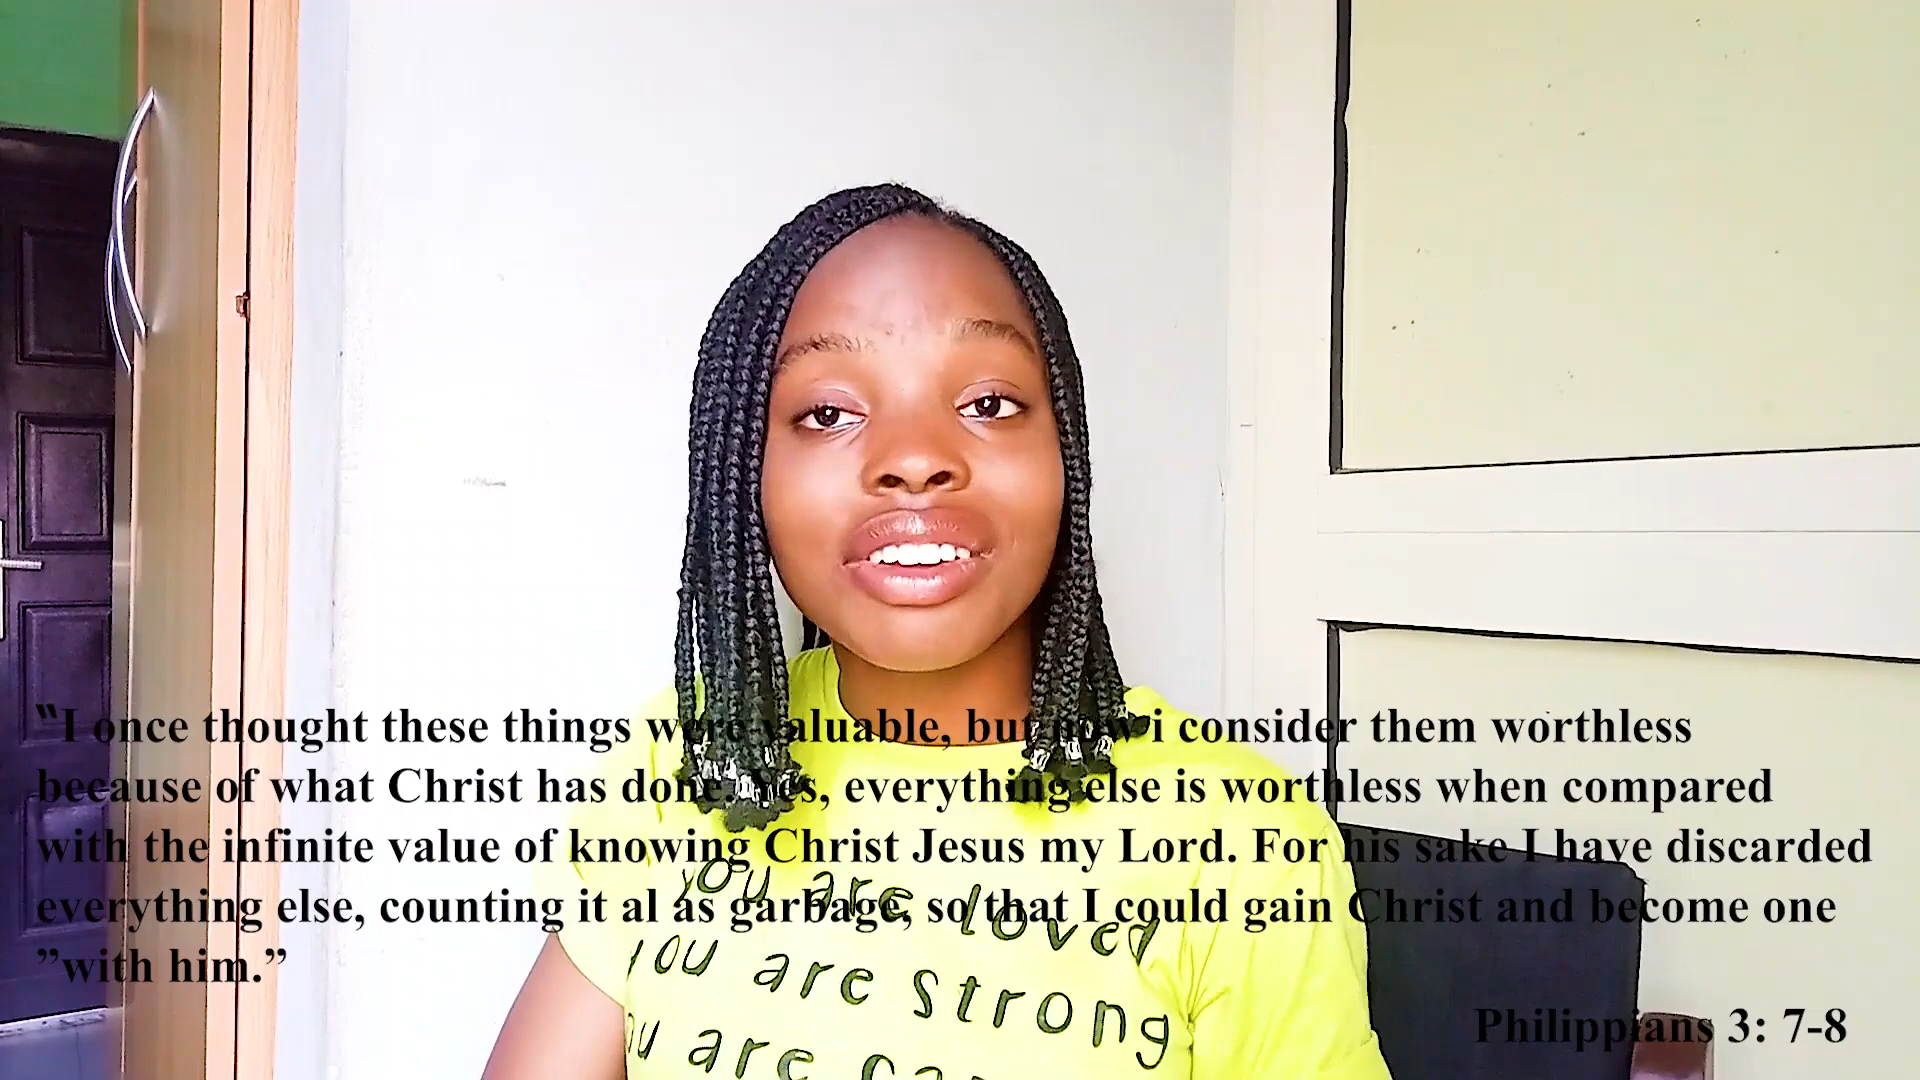 "I once thought these things were valuable, but now i consider them worthless
because of what Christ has done. Yes, everything else is worthless when compared
with the infinite value of knowing Christ Jesus my Lord. For his sake I have discarded
everything else, counting it al as garbage, so that I could gain Christ and become one
"with him."
you are loved
you are strong
you are
Philippians 3: 7-8